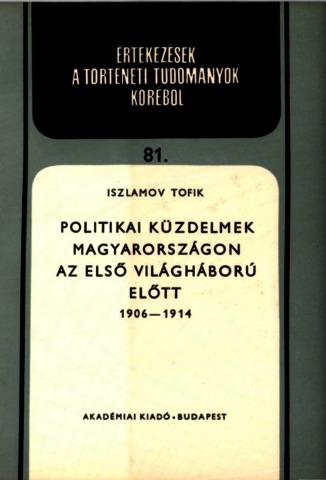 ÉRTEKEZÉSEK
A TÖRTÉNETI TUDOMÁNYOK
KÖRÉBŐL
81.
ISZLAMOV TOFIK
POLITIKAI KÜZDELMEK
MAGYARORSZÁGON
AZ ELSŐ VILÁGHÁBORÚ
ELŐTT
1906—1914
AKADÉMIAI KIADÓ • BUDAPEST